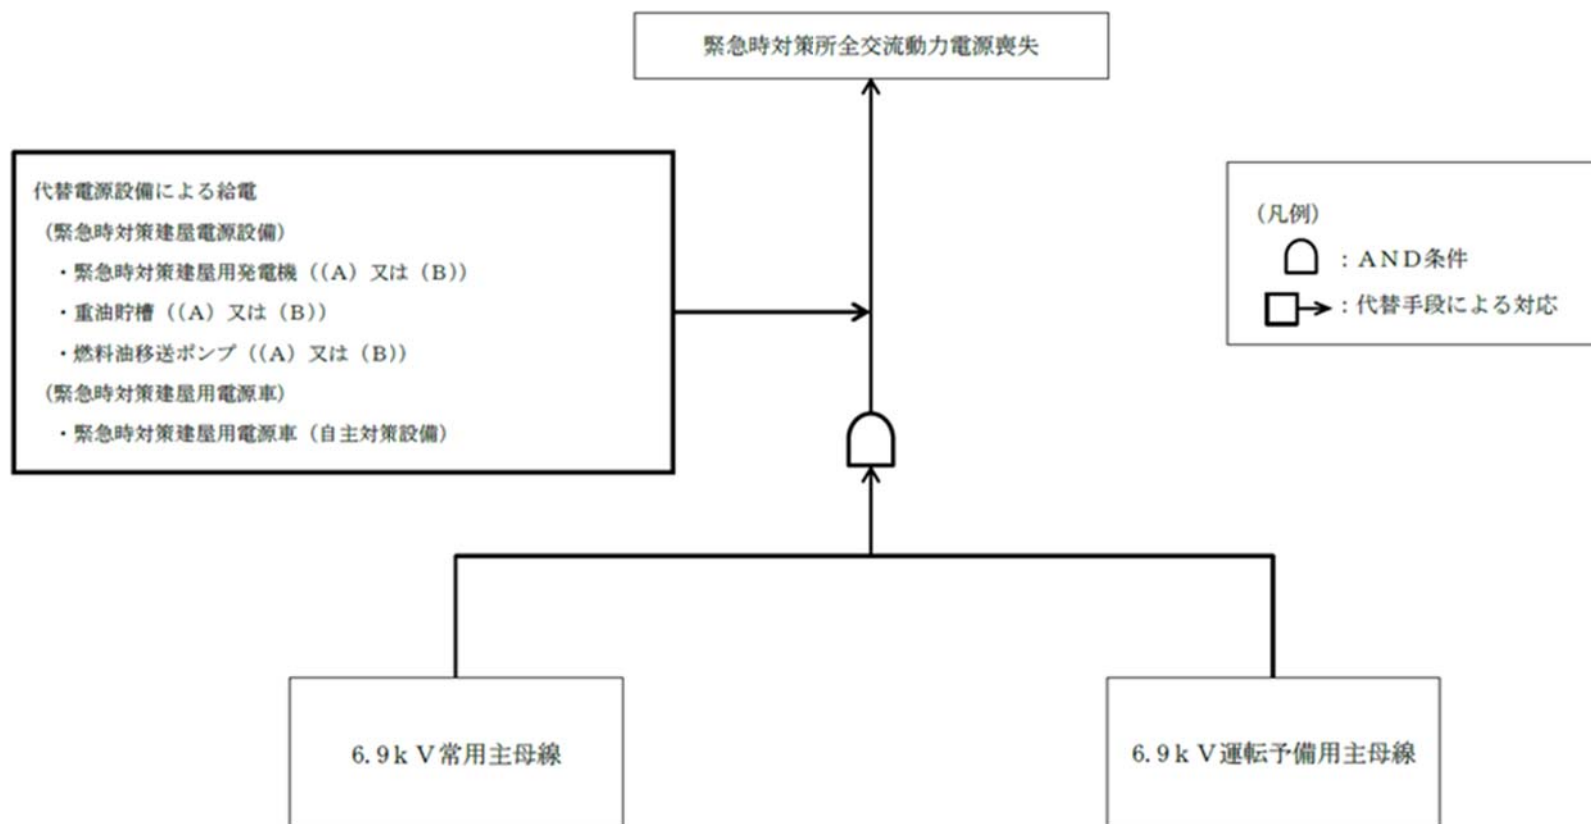 緊急時対策所全交流動力電源喪失
代替電源設備による給電
(緊急時対策建屋電源設備)
・緊急時対策建屋用発電機((A)又は(B))
・重油貯槽((A)又は(B))
・燃料油移送ポンプ((A)又は(B))
(緊急時対策建屋用電源車)
・緊急時対策建屋用電源車(自主対策設備)
(凡例)
:AND条件
:代替手段による対応
6.9kV常用主母線
6.9kV運転予備用主母線